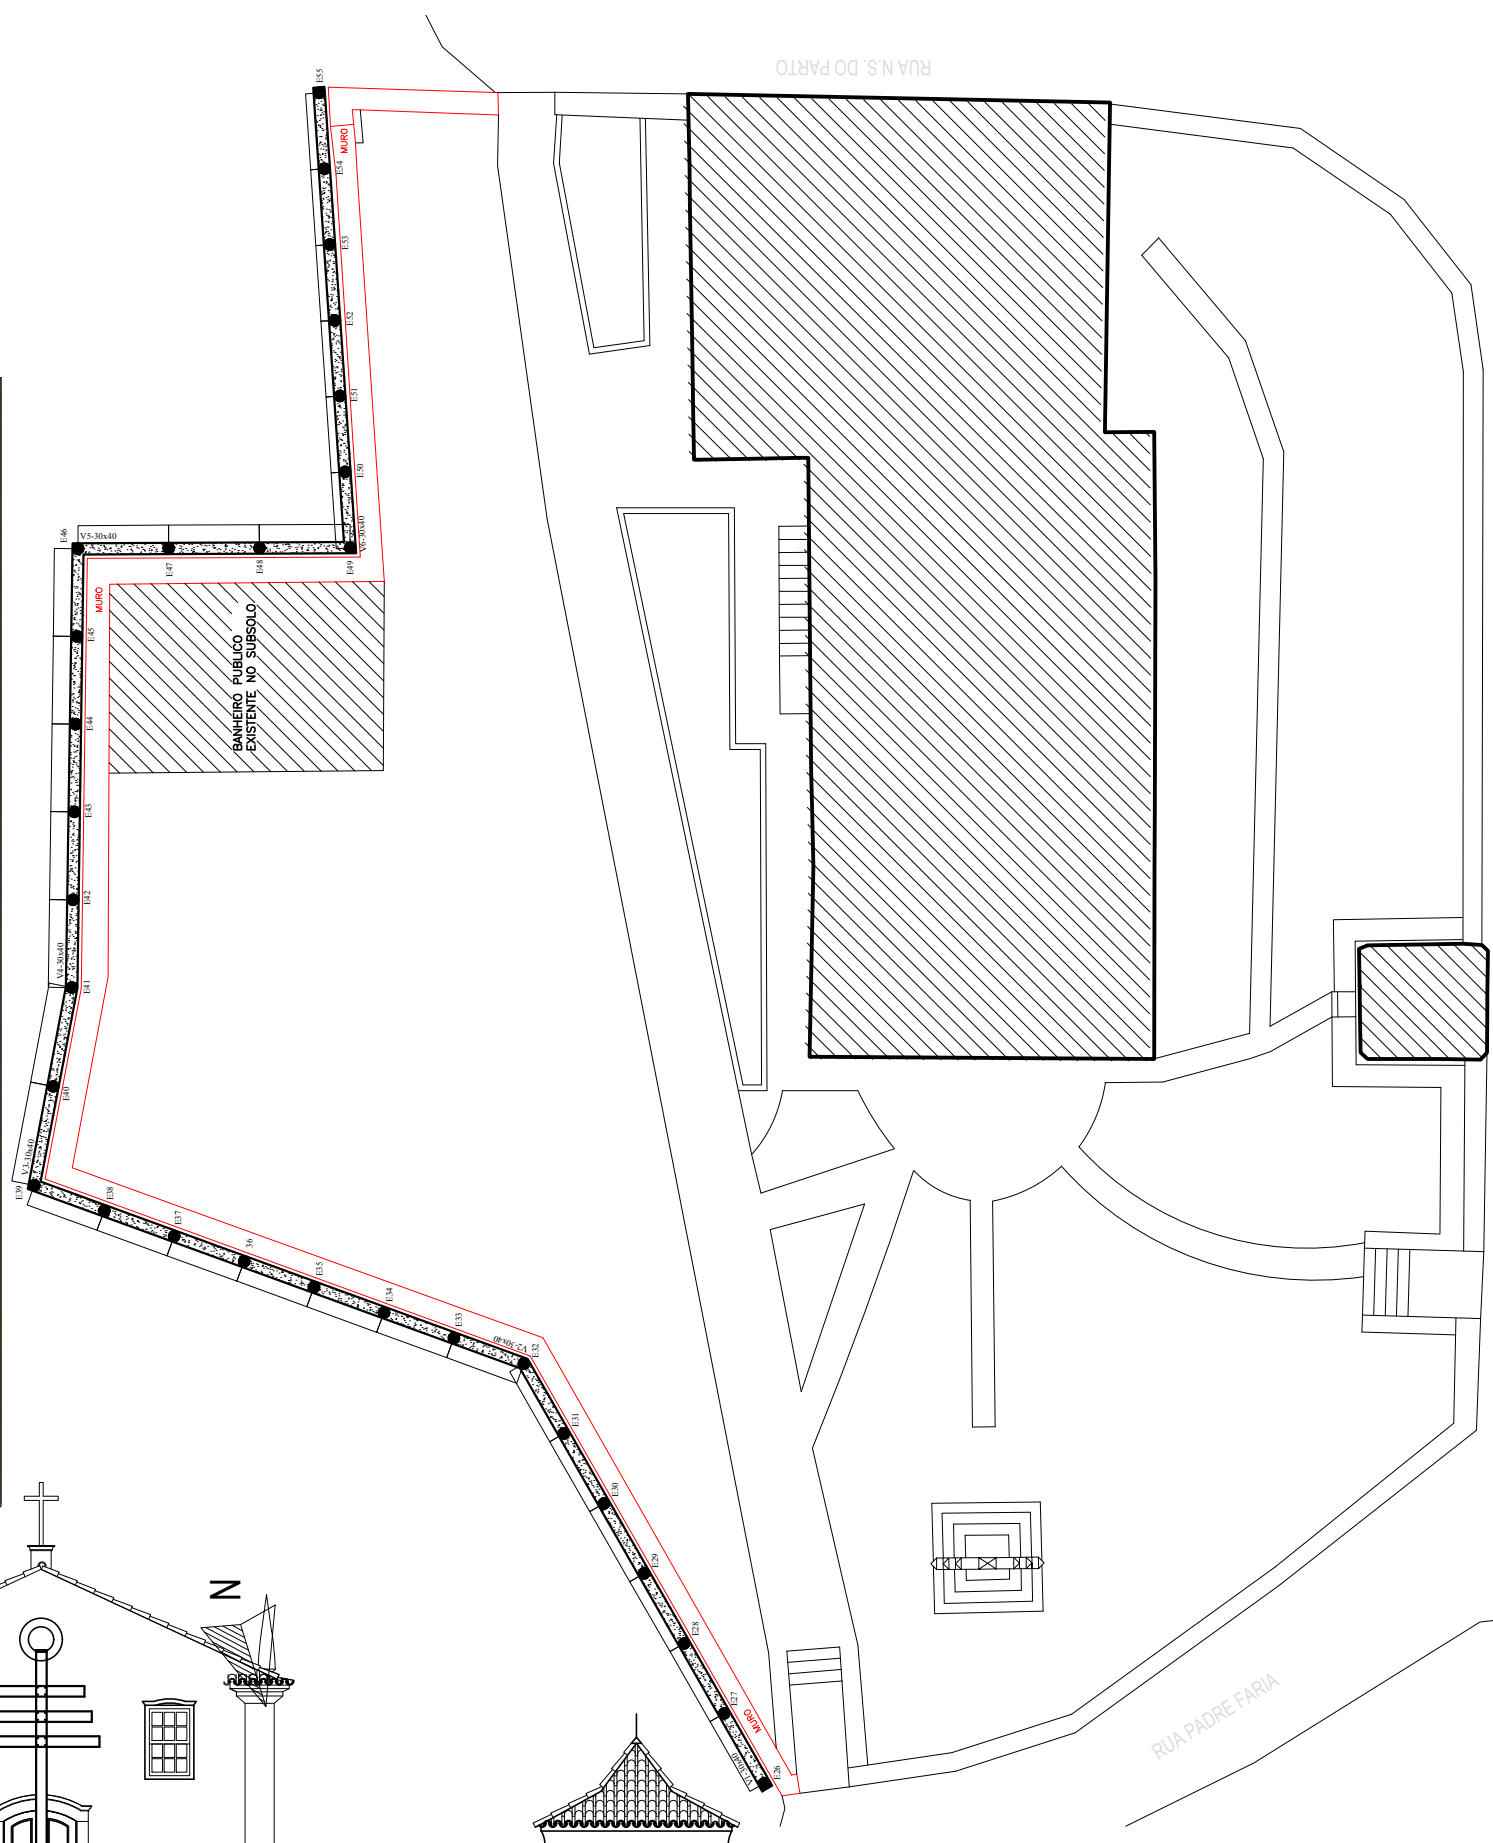 RUA N.S. DO PARTO
E55
MURO
E54
E53
E52
E51
E50
V6-30x40
E49
E48
E47
V5-30x40
E46
MURO
E45
BANHEIRO PUBLICO
EXISTENTE NO SUBSOLO
E44
E43
E42
V4-30x40
E41
E40
V3-30x40
E39
E38
E37
36
E35
E34
E33
V2-30x40
E32
E31
E30
E29
E28
E27
MURO
V1-30x40
E26
N
RUA PADRE FARIA